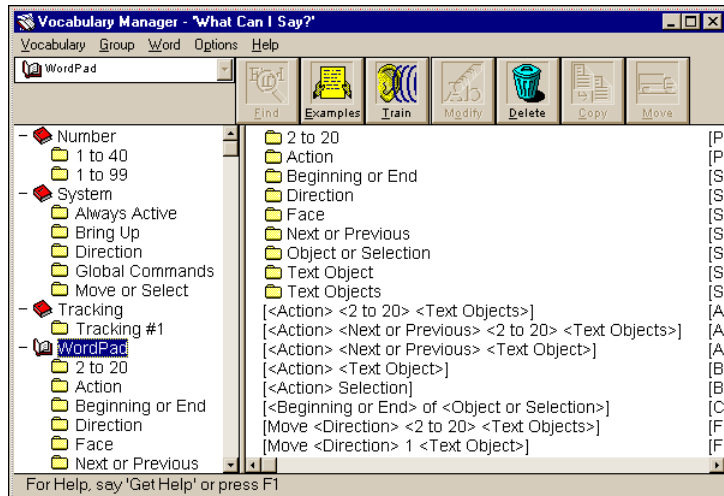 Vocabulary Manager - 'What Can I Say?'
Vocabulary Group Word Options Help
WordPad
Find Examples Train Modify Delete Copy Move
Number
1 to 40
1 to 99
System
Always Active
Bring Up
Direction
Global Commands
Move or Select
Tracking
Tracking #1
WordPad
2 to 20
Action
Beginning or End
Direction
Face
Next or Previous
2 to 20 [P
Action [P
Beginning or End [S
Direction [S
Face [S
Next or Previous [S
Object or Selection [S
Text Object [S
Text Objects [S
[<Action> <2 to 20> <Text Objects>] [A
[<Action> <Next or Previous> <2 to 20> <Text Objects>] [A
[<Action> <Next or Previous> <Text Object>] [A
[<Action> <Text Object>] [B
[<Action> Selection] [B
[<Beginning or End> of <Object or Selection>] [C
[Move <Direction> <2 to 20> <Text Objects>] [F
[Move <Direction> 1 <Text Object>] [F
For Help, say 'Get Help' or press F1